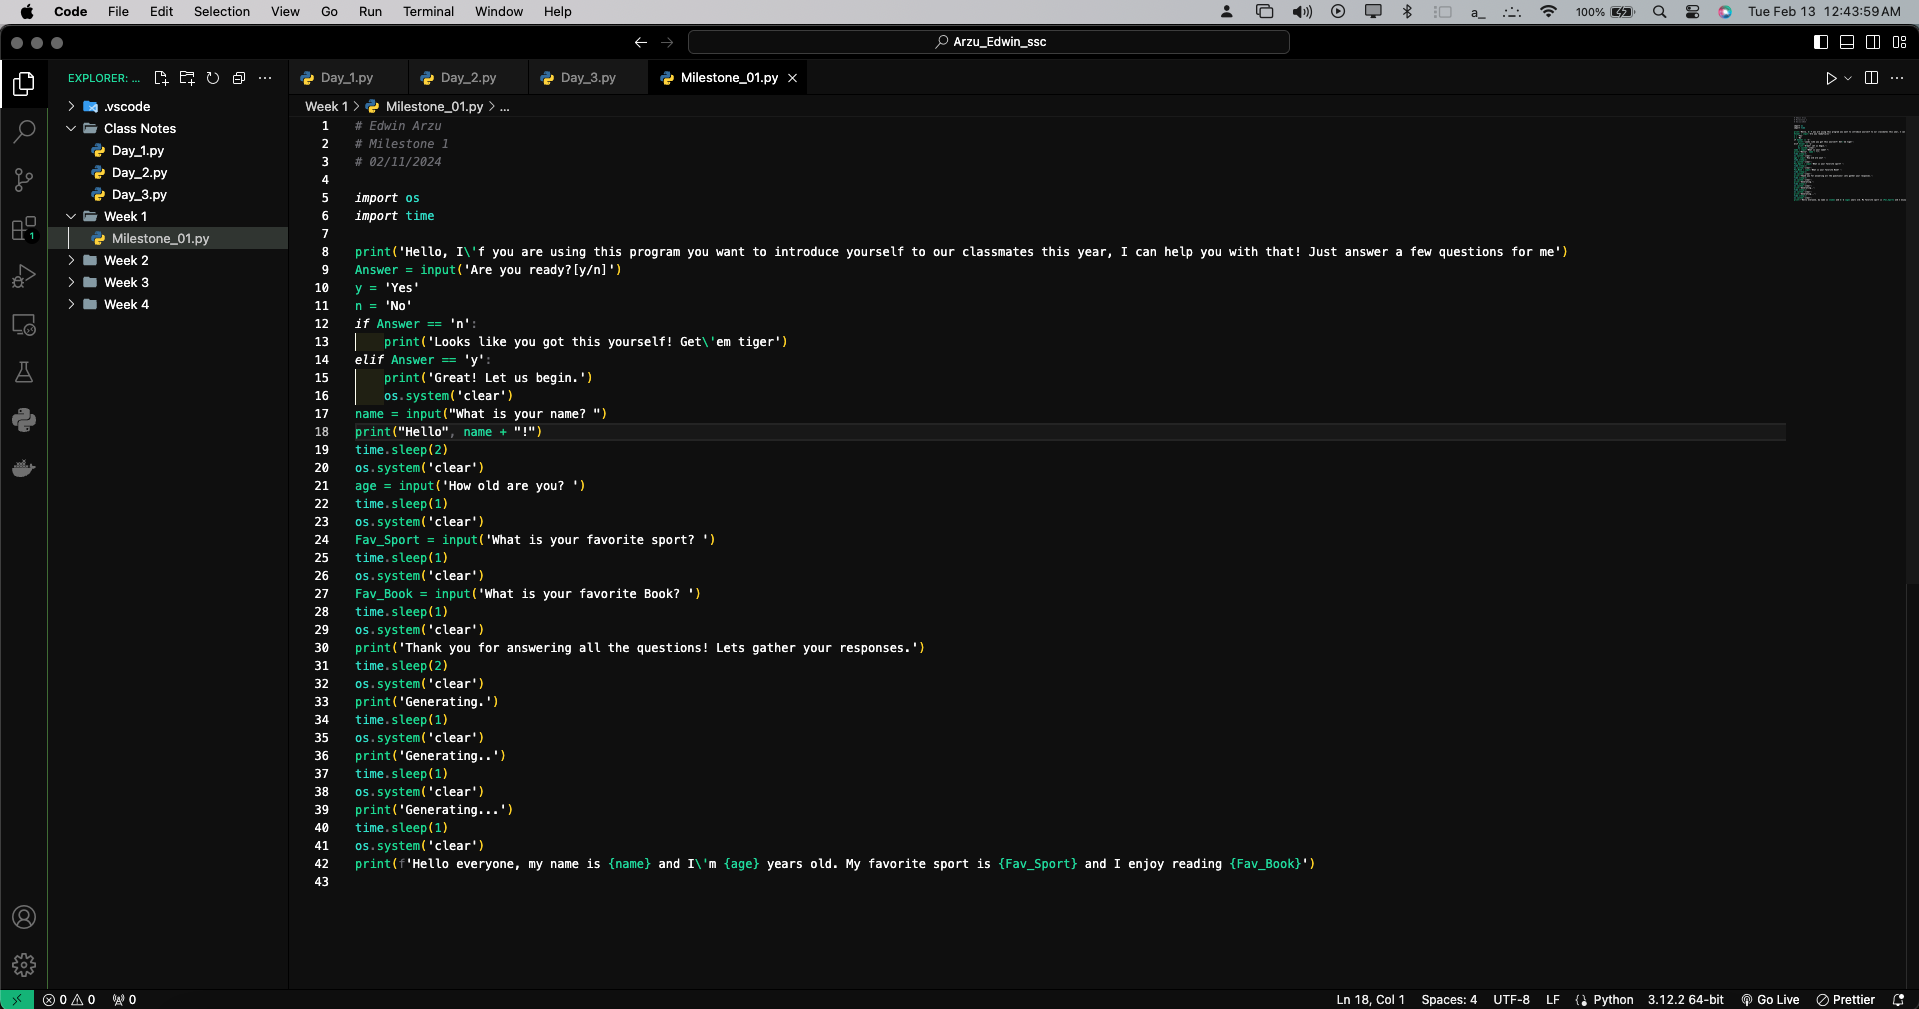 Code File Edit Selection View Go Run Terminal Window Help a_ 100% Tue Feb 13 12:43:59 AM
Arzu_Edwin_ssc
EXPLORER: ... Day_1.py Day_2.py Day_3.py Milestone_01.py
Week 1 > Milestone_01.py > ...
.vscode
Class Notes
Day_1.py
Day_2.py
Day_3.py
Week 1
Milestone_01.py
Week 2
Week 3
Week 4
1 # Edwin Arzu
2 # Milestone 1
3 # 02/11/2024
4
5 import os
6 import time
7
8 print('Hello, I\'f you are using this program you want to introduce yourself to our classmates this year, I can help you with that! Just answer a few questions for me')
9 Answer = input('Are you ready?[y/n]')
10 y = 'Yes'
11 n = 'No'
12 if Answer == 'n':
13     print('Looks like you got this yourself! Get\'em tiger')
14 elif Answer == 'y':
15     print('Great! Let us begin.')
16     os.system('clear')
17 name = input("What is your name? ")
18 print("Hello", name + "!")
19 time.sleep(2)
20 os.system('clear')
21 age = input('How old are you? ')
22 time.sleep(1)
23 os.system('clear')
24 Fav_Sport = input('What is your favorite sport? ')
25 time.sleep(1)
26 os.system('clear')
27 Fav_Book = input('What is your favorite Book? ')
28 time.sleep(1)
29 os.system('clear')
30 print('Thank you for answering all the questions! Lets gather your responses.')
31 time.sleep(2)
32 os.system('clear')
33 print('Generating.')
34 time.sleep(1)
35 os.system('clear')
36 print('Generating..')
37 time.sleep(1)
38 os.system('clear')
39 print('Generating...')
40 time.sleep(1)
41 os.system('clear')
42 print(f'Hello everyone, my name is {name} and I\'m {age} years old. My favorite sport is {Fav_Sport} and I enjoy reading {Fav_Book}')
43
1
0 0 0 Ln 18, Col 1 Spaces: 4 UTF-8 LF Python 3.12.2 64-bit Go Live Prettier